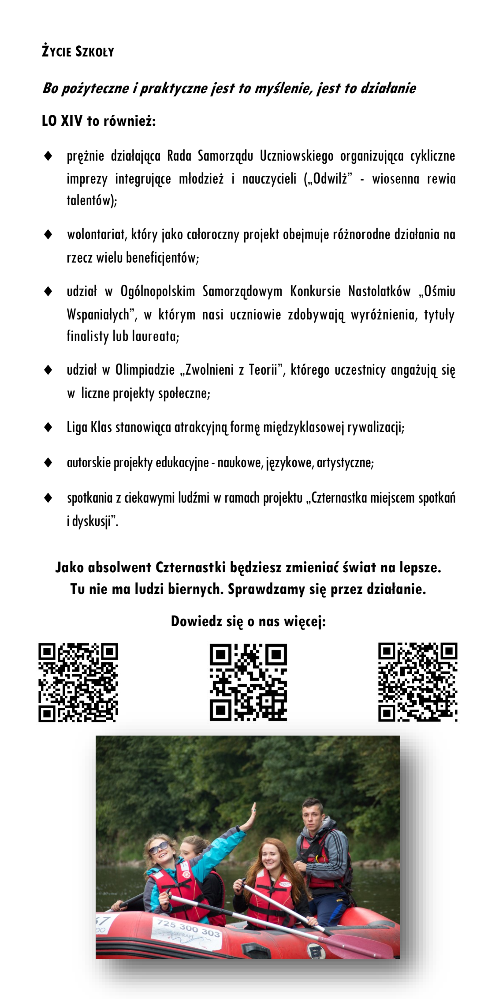 Życie Szkoły
Bo pożyteczne i praktyczne jest to myślenie, jest to działanie
LO XIV to również:
♦ prężnie działająca Rada Samorządu Uczniowskiego organizująca cykliczne
imprezy integrujące młodzież i nauczycieli („Odwilż” - wiosenna rewia
talentów);
♦ wolontariat, który jako całoroczny projekt obejmuje różnorodne działania na
rzecz wielu beneficjentów;
♦ udział w Ogólnopolskim Samorządowym Konkursie Nastolatków „Ośmiu
Wspaniałych”, w którym nasi uczniowie zdobywają wyróżnienia, tytuły
finalisty lub laureata;
♦ udział w Olimpiadzie „Zwolnieni z Teorii”, którego uczestnicy angażują się
w liczne projekty społeczne;
♦ Liga Klas stanowiąca atrakcyjną formę międzyklasowej rywalizacji;
♦ autorskie projekty edukacyjne - naukowe, językowe, artystyczne;
♦ spotkania z ciekawymi ludźmi w ramach projektu „Czternastka miejscem spotkań
i dyskusji”.
Jako absolwent Czternastki będziesz zmieniać świat na lepsze.
Tu nie ma ludzi biernych. Sprawdzamy się przez działanie.
Dowiedz się o nas więcej:
725 300 303